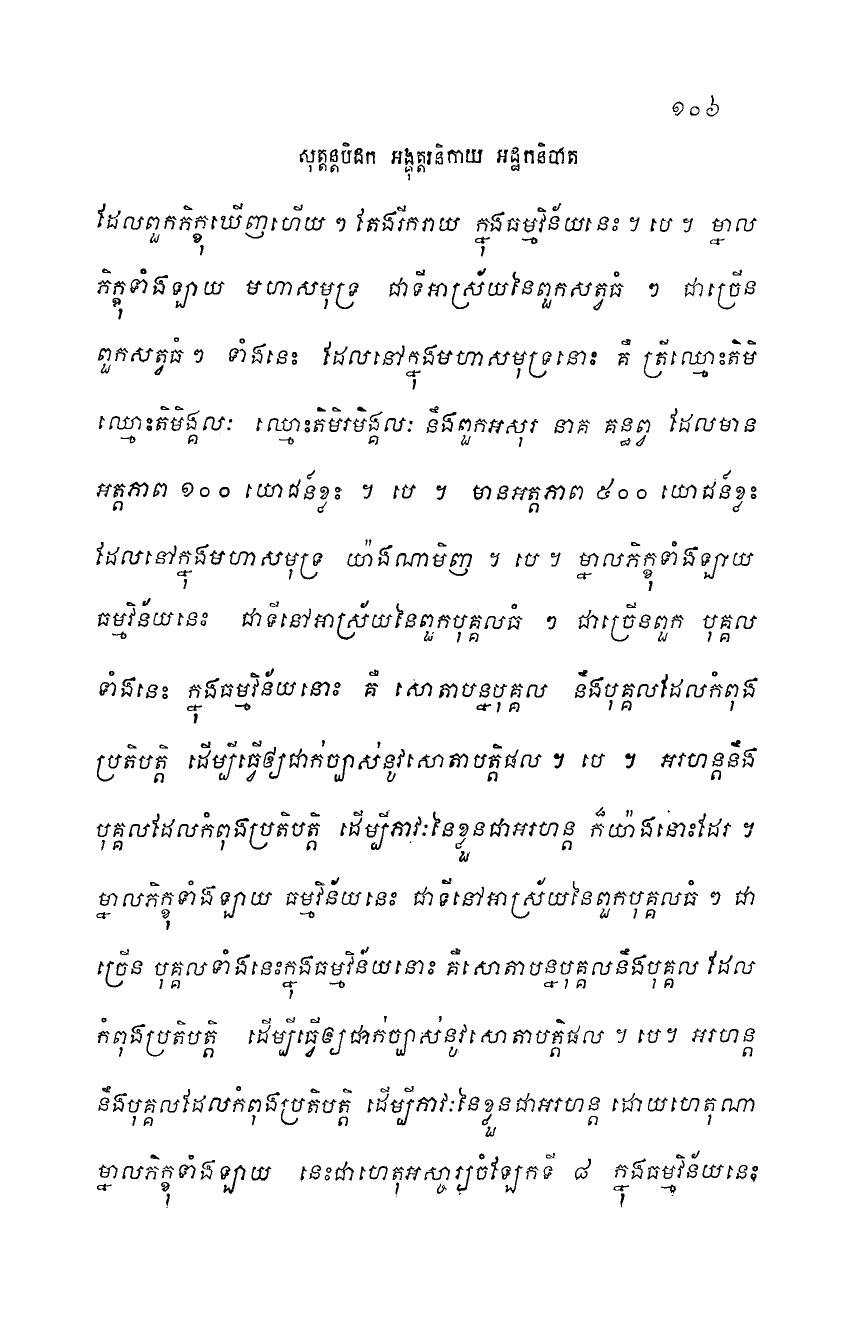 ១០៦
សុត្តន្តបិដក អង្គុត្តរនិកាយ អដ្ឋកនិបាត
ដែលពួកភិក្ខុឃើញហើយ ៗ តែងរីករាយ ក្នុងធម្មវិន័យនេះ ។ បេ ។ ម្នាល
ភិក្ខុទាំងឡាយ មហាសមុទ្រ ជាទីអាស្រ័យនៃពួកសត្វធំ ៗ ជាច្រើន
ពួកសត្វធំ ៗ ទាំងនេះ ដែលនៅក្នុងមហាសមុទ្រនោះ គឺ ត្រីឈ្មោះតិមិ
ឈ្មោះតិមិង្គលៈ ឈ្មោះតិមិរមិង្គលៈ នឹងពួកអសុរ នាគ គន្ធព្វ ដែលមាន
អត្តភាព ១០០ យោជន៍ខ្លះ ។ បេ ។ មានអត្តភាព ៥០០ យោជន៍ខ្លះ
ដែលនៅក្នុងមហាសមុទ្រ យ៉ាងណាមិញ ។ បេ ។ ម្នាលភិក្ខុទាំងឡាយ
ធម្មវិន័យនេះ ជាទីនៅអាស្រ័យនៃពួកបុគ្គលធំ ៗ ជាច្រើនពួក បុគ្គល
ទាំងនេះ ក្នុងធម្មវិន័យនោះ គឺ សោតាបន្នបុគ្គល នឹងបុគ្គលដែលកំពុង
ប្រតិបត្តិ ដើម្បីធ្វើឲ្យជាក់ច្បាស់នូវសោតាបត្តិផល ។ បេ ។ អរហន្តនឹង
បុគ្គលដែលកំពុងប្រតិបត្តិ ដើម្បីភាវៈនៃខ្លួនជាអរហន្ត ក៏យ៉ាងនោះដែរ ។
ម្នាលភិក្ខុទាំងឡាយ ធម្មវិន័យនេះ ជាទីនៅអាស្រ័យនៃពួកបុគ្គលធំ ៗ ជា
ច្រើន បុគ្គលទាំងនេះក្នុងធម្មវិន័យនោះ គឺសោតាបន្នបុគ្គលនឹងបុគ្គល ដែល
កំពុងប្រតិបត្តិ ដើម្បីធ្វើឲ្យជាក់ច្បាស់នូវសោតាបត្តិផល ។ បេ។ អរហន្ត
នឹងបុគ្គលដែលកំពុងប្រតិបត្តិ ដើម្បីភាវៈនៃខ្លួនជាអរហន្ត ដោយហេតុណា
ម្នាលភិក្ខុទាំងឡាយ នេះជាហេតុអស្ចារ្យចំឡែកទី ៨ ក្នុងធម្មវិន័យនេះ